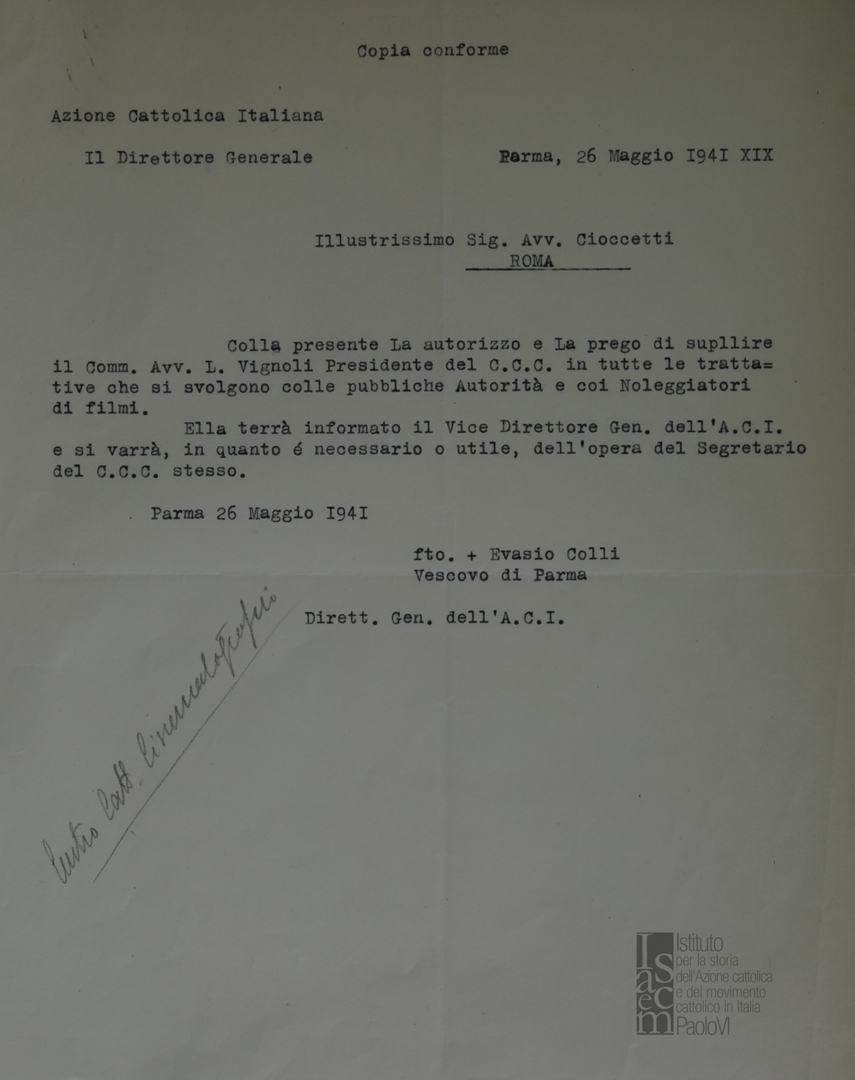 Copia conforme
Azione Cattolica Italiana
Il Direttore Generale
Parma, 26 Maggio I94I XIX
Illustrissimo Sig. Avv. Cioccetti
ROMA
Colla presente La autorizzo e La prego di supllire
il Comm. Avv. L. Vignoli Presidente del C.C.C. in tutte le tratta=
tive che si svolgono colle pubbliche Autorità e coi Noleggiatori
di filmi.
Ella terrà informato il Vice Direttore Gen. dell'A.C.I.
e si varrà, in quanto é necessario o utile, dell'opera del Segretario
del C.C.C. stesso.
Parma 26 Maggio I94I
fto. + Evasio Colli
Vescovo di Parma
Dirett. Gen. dell'A.C.I.
Centro Catt. Cinematografico
Isacem
Istituto
per la storia
dell'Azione cattolica
e del movimento
cattolico in Italia
PaoloVI